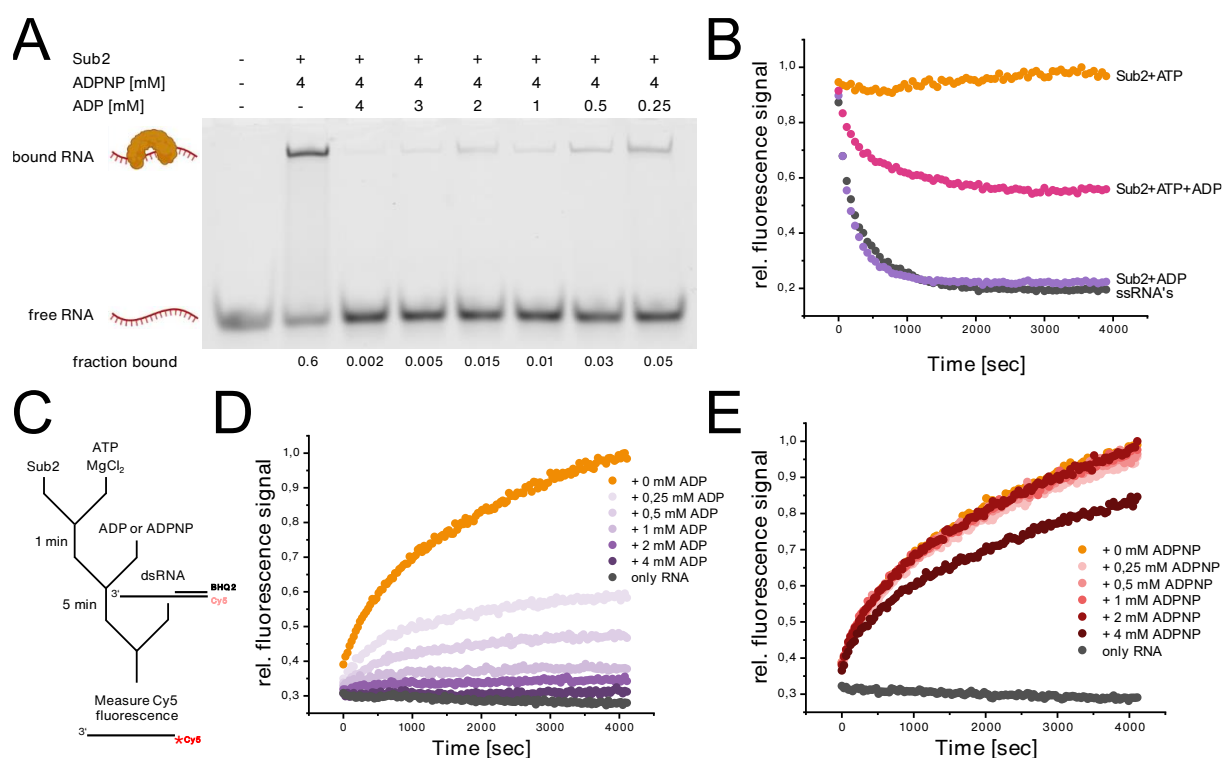 A
Sub2 - + + + + + + +
ADPNP [mM] - 4 4 4 4 4 4 4
ADP [mM] - - 4 3 2 1 0.5 0.25
bound RNA
free RNA
fraction bound 0.6 0.002 0.005 0.015 0.01 0.03 0.05
B
rel. fluorescence signal
1,0
0,8
0,6
0,4
0,2
Sub2+ATP
Sub2+ATP+ADP
Sub2+ADP
ssRNA's
0 1000 2000 3000 4000
Time [sec]
C
ATP
Sub2 MgCl2
ADP or ADPNP
1 min
dsRNA
BHQ2
3'
Cy5
5 min
Measure Cy5
fluorescence
3'
*Cy5
D
rel. fluorescence signal
1,0
0,9
0,8
0,7
0,6
0,5
0,4
0,3
+ 0 mM ADP
+ 0,25 mM ADP
+ 0,5 mM ADP
+ 1 mM ADP
+ 2 mM ADP
+ 4 mM ADP
only RNA
0 1000 2000 3000 4000
Time [sec]
E
rel. fluorescence signal
1,0
0,9
0,8
0,7
0,6
0,5
0,4
0,3
+ 0 mM ADPNP
+ 0,25 mM ADPNP
+ 0,5 mM ADPNP
+ 1 mM ADPNP
+ 2 mM ADPNP
+ 4 mM ADPNP
only RNA
0 1000 2000 3000 4000
Time [sec]